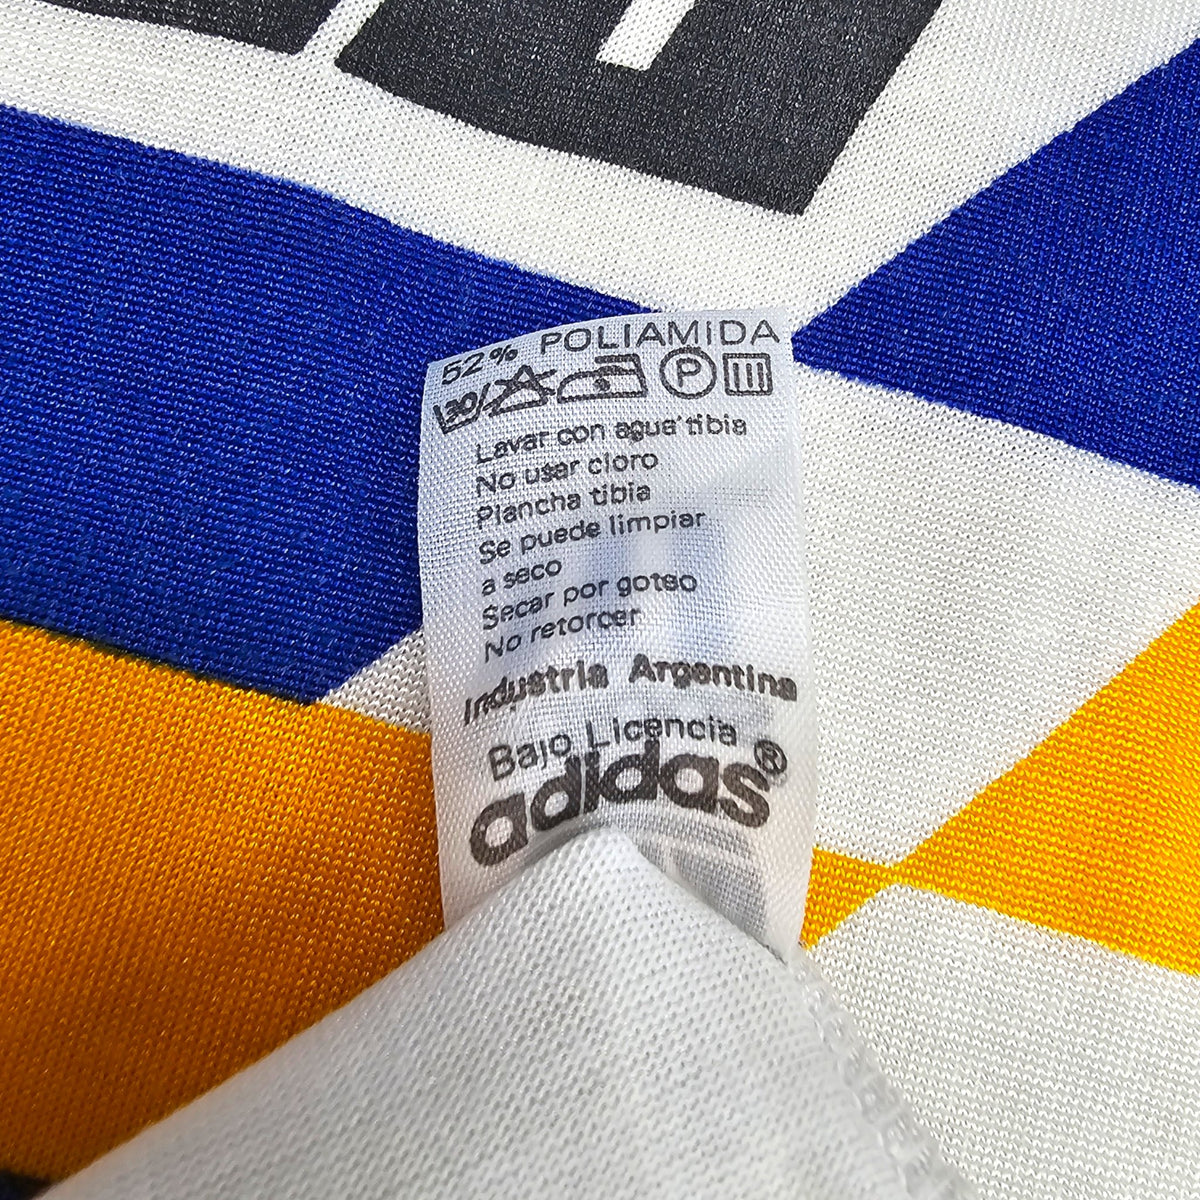 52% POLIAMIDA
30 P
Lavar con agua tibia
No usar cloro
Plancha tibia
Se puede limpiar
a seco
Secar por goteo
No retorcer
Industria Argentina
Bajo Licencia
adidas®